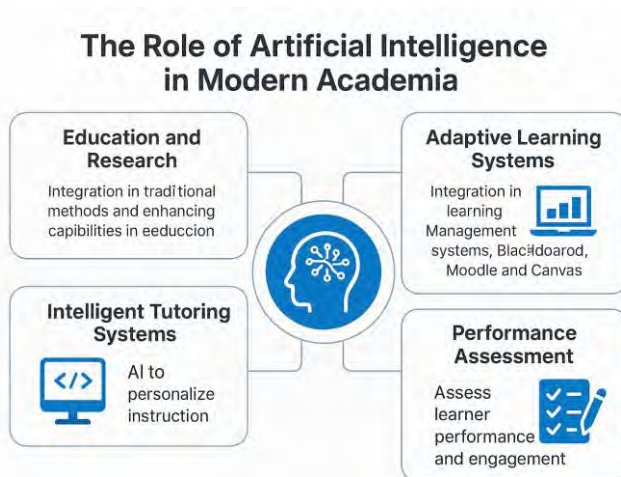 The Role of Artificial Intelligence
in Modern Academia
Education and
Research
Integration in traditional
methods and enhancing
capibilities in eeduccion
Adaptive Learning
Systems
Integration in
learning
Management
systems,
Moodle and Canvas
Intelligent Tutoring
Systems
</>
AI to
personalize
instruction
Performance
Assessment
Assess
learner
performance
and engagement